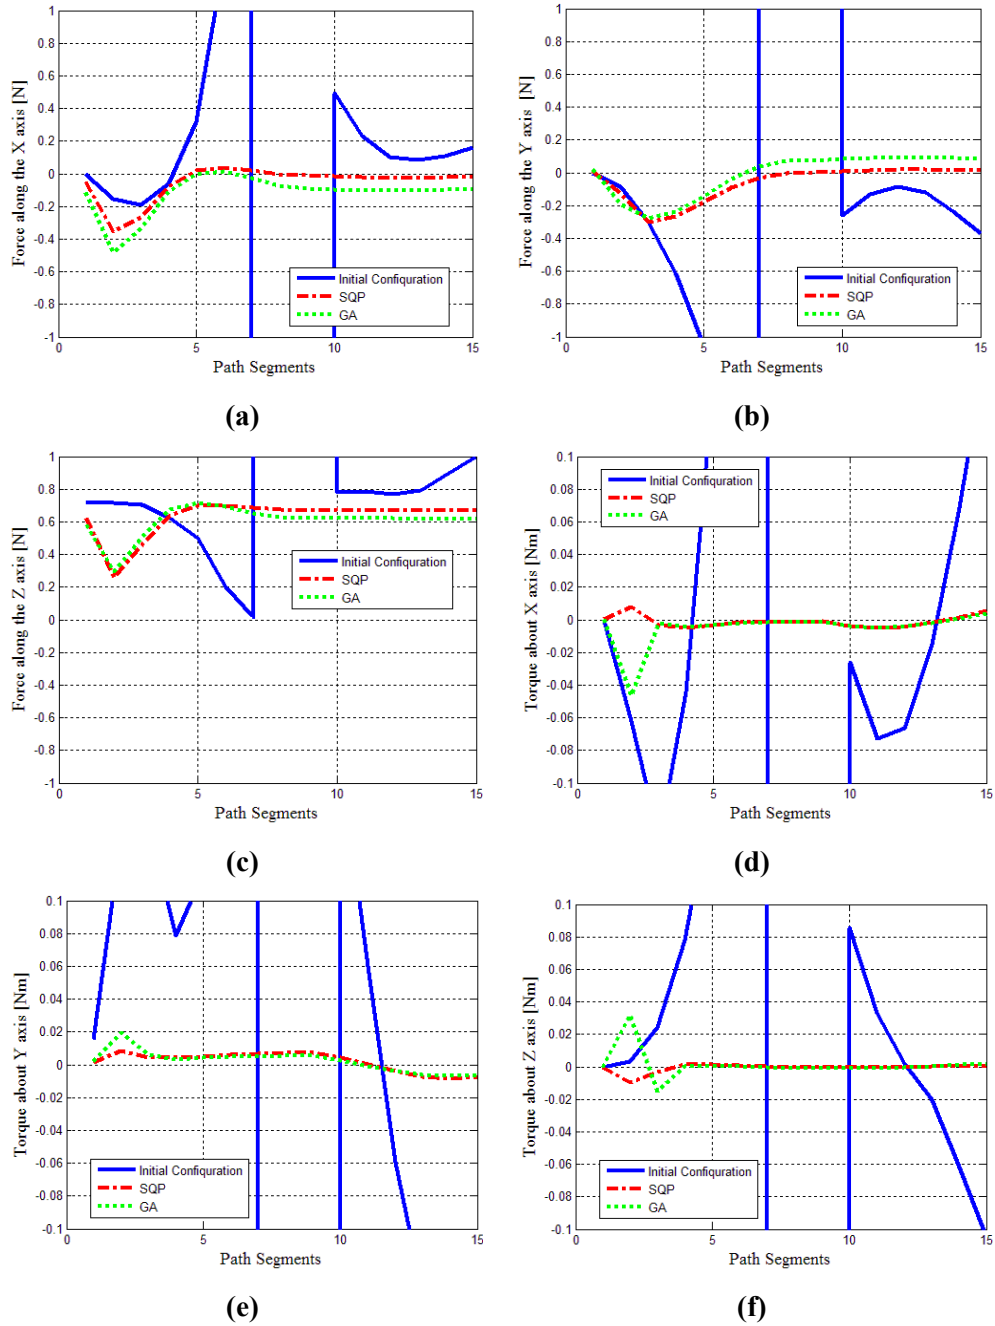 1
0.8
0.6
0.4
0.2
0
-0.2
-0.4
-0.6
-0.8
-1
0
5
10
15
Force along the X axis [N]
Path Segments
Initial Confiquration
SQP
GA
(a)
1
0.8
0.6
0.4
0.2
0
-0.2
-0.4
-0.6
-0.8
-1
0
5
10
15
Force along the Y axis [N]
Path Segments
Initial Confiquration
SQP
GA
(b)
1
0.8
0.6
0.4
0.2
0
-0.2
-0.4
-0.6
-0.8
-1
0
5
10
15
Force along the Z axis [N]
Path Segments
Initial Confiquration
SQP
GA
(c)
0.1
0.08
0.06
0.04
0.02
0
-0.02
-0.04
-0.06
-0.08
-0.1
0
5
10
15
Torque about X axis [Nm]
Path Segments
Initial Confiquration
SQP
GA
(d)
0.1
0.08
0.06
0.04
0.02
0
-0.02
-0.04
-0.06
-0.08
-0.1
0
5
10
15
Torque about Y axis [Nm]
Path Segments
Initial Confiquration
SQP
GA
(e)
0.1
0.08
0.06
0.04
0.02
0
-0.02
-0.04
-0.06
-0.08
-0.1
0
5
10
15
Torque about Z axis [Nm]
Path Segments
Initial Confiquration
SQP
GA
(f)